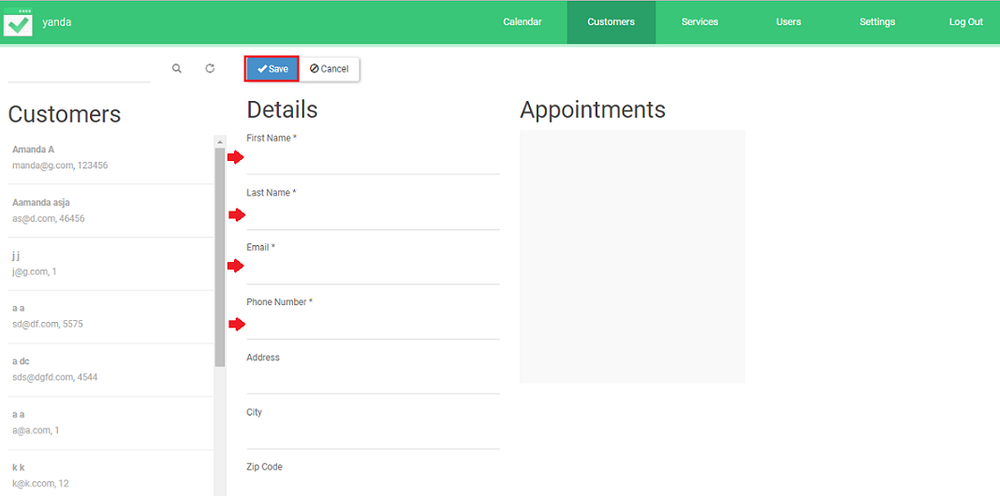 yanda
Calendar
Customers
Services
Users
Settings
Log Out
Save
Cancel
Customers
Amanda A
manda@g.com, 123456
Aamanda asja
as@d.com, 46456
j j
j@g.com, 1
a a
sd@df.com, 5575
a dc
sds@dgfd.com, 4544
a a
a@a.com, 1
k k
k@k.ccom, 12
Details
First Name *
Last Name *
Email *
Phone Number *
Address
City
Zip Code
Appointments